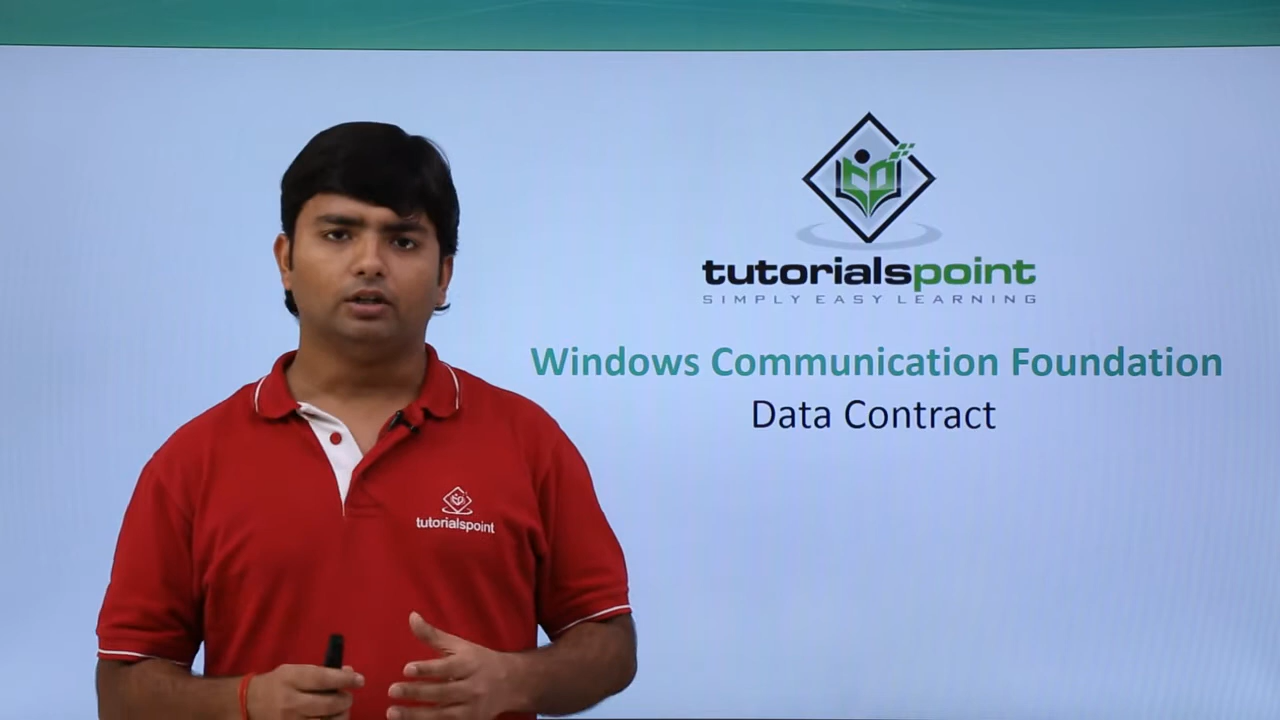 tutorialspoint
SIMPLY EASY LEARNING
Windows Communication Foundation
Data Contract
tutorialspoint